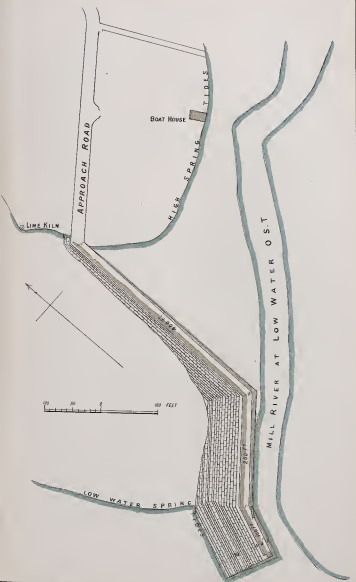 BOAT HOUSE
HIGH SPRING TIDES
APPROACH ROAD
LIME KILN
MILL RIVER AT LOW WATER O.S.T
100 50 0 100 FEET
LOW WATER SPRING